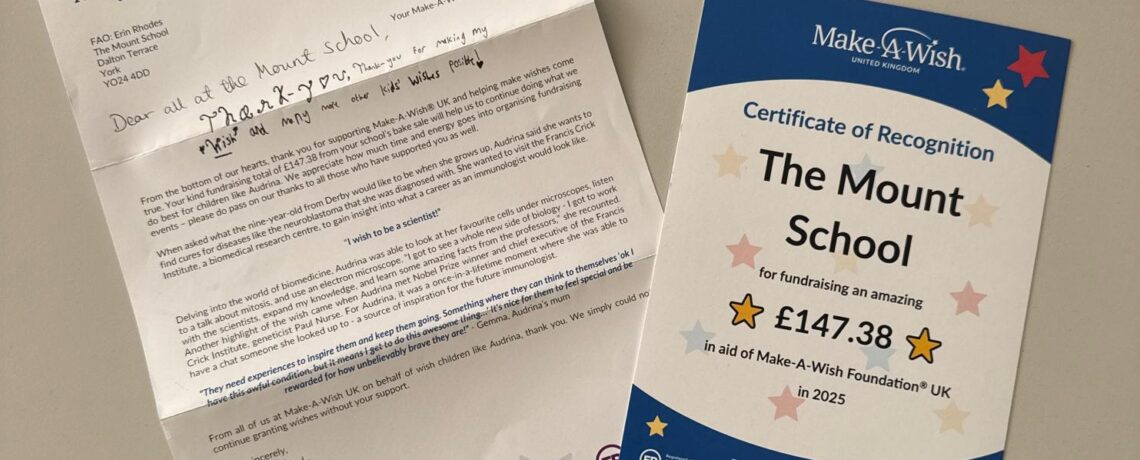 FAO: Erin Rhodes
The Mount School
Dalton Terrace
York
YO24 4DD
Your Make-A-W
Dear all at the Mount School,
Thank-you, Thank-you for making my
"Wish" and many more other kids' wishes possible
From the bottom of our hearts, thank you for supporting Make-A-Wish® UK and helping make wishes come
true. Your kind fundraising total of £147.38 from your school's bake sale will help us to continue doing what we
do best for children like Audrina. We appreciate how much time and energy goes into organising fundraising
events – please do pass on our thanks to all those who have supported you as well.
When asked what the nine-year-old from Derby would like to be when she grows up, Audrina said she wants to
find cures for diseases like the neuroblastoma that she was diagnosed with. She wanted to visit the Francis Crick
Institute, a biomedical research centre, to gain insight into what a career as an immunologist would look like.
"I wish to be a scientist!"
Delving into the world of biomedicine, Audrina was able to look at her favourite cells under microscopes, listen
to a talk about mitosis, and use an electron microscope. "I got to see a whole new side of biology - I got to work
with the scientists, expand my knowledge, and learn some amazing facts from the professors," she recounted.
Another highlight of the wish came when Audrina met Nobel Prize winner and chief executive of the Francis
Crick Institute, geneticist Paul Nurse. For Audrina, it was a once-in-a-lifetime moment where she was able to
have a chat someone she looked up to - a source of inspiration for the future immunologist.
"They need experiences to inspire them and keep them going. Something where they can think to themselves 'ok I
have this awful condition, but it means I get to do this awesome thing... It's nice for them to feel special and be
rewarded for how unbelievably brave they are!" - Gemma, Audrina's mum
From all of us at Make-A-Wish UK on behalf of wish children like Audrina, thank you. We simply could no
continue granting wishes without your support.
Make-A-Wish®
UNITED KINGDOM
Certificate of Recognition
The Mount
School
for fundraising an amazing
£147.38
in aid of Make-A-Wish Foundation® UK
in 2025